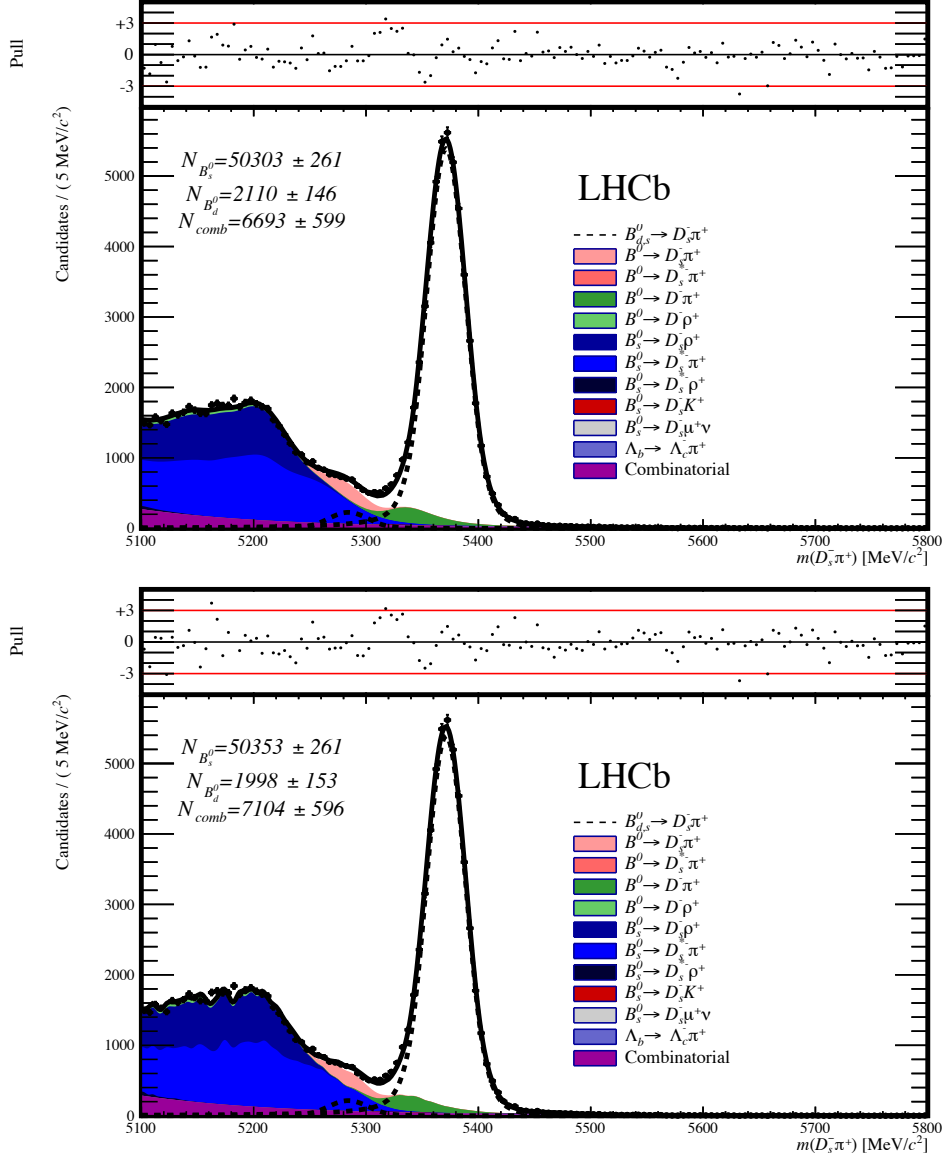 +3
0
-3
Pull
Candidates / ( 5 MeV/c²)
5000
4000
3000
2000
1000
0
N_{B_s^0}=50303 ± 261
N_{B_d^0}=2110 ± 146
N_{comb}=6693 ± 599
LHCb
B^0_{d,s}→ D_s^-π^+
B^0→ D_s^-π^+
B^0→ D_s^{*-}π^+
B^0→ D^-π^+
B^0→ D^-ρ^+
B_s^0→ D_s^-ρ^+
B_s^0→ D_s^{*-}π^+
B_s^0→ D_s^{*-}ρ^+
B_s^0→ D_s^-K^+
B_s^0→ D_s^-μ^+ν
Λ_b→ Λ_c^-π^+
Combinatorial
5100 5200 5300 5400 5500 5600 5700 5800
m(D_s^-π^+) [MeV/c²]
+3
0
-3
Pull
Candidates / ( 5 MeV/c²)
5000
4000
3000
2000
1000
0
N_{B_s^0}=50353 ± 261
N_{B_d^0}=1998 ± 153
N_{comb}=7104 ± 596
LHCb
B^0_{d,s}→ D_s^-π^+
B^0→ D_s^-π^+
B^0→ D_s^{*-}π^+
B^0→ D^-π^+
B^0→ D^-ρ^+
B_s^0→ D_s^-ρ^+
B_s^0→ D_s^{*-}π^+
B_s^0→ D_s^{*-}ρ^+
B_s^0→ D_s^-K^+
B_s^0→ D_s^-μ^+ν
Λ_b→ Λ_c^-π^+
Combinatorial
5100 5200 5300 5400 5500 5600 5700 5800
m(D_s^-π^+) [MeV/c²]